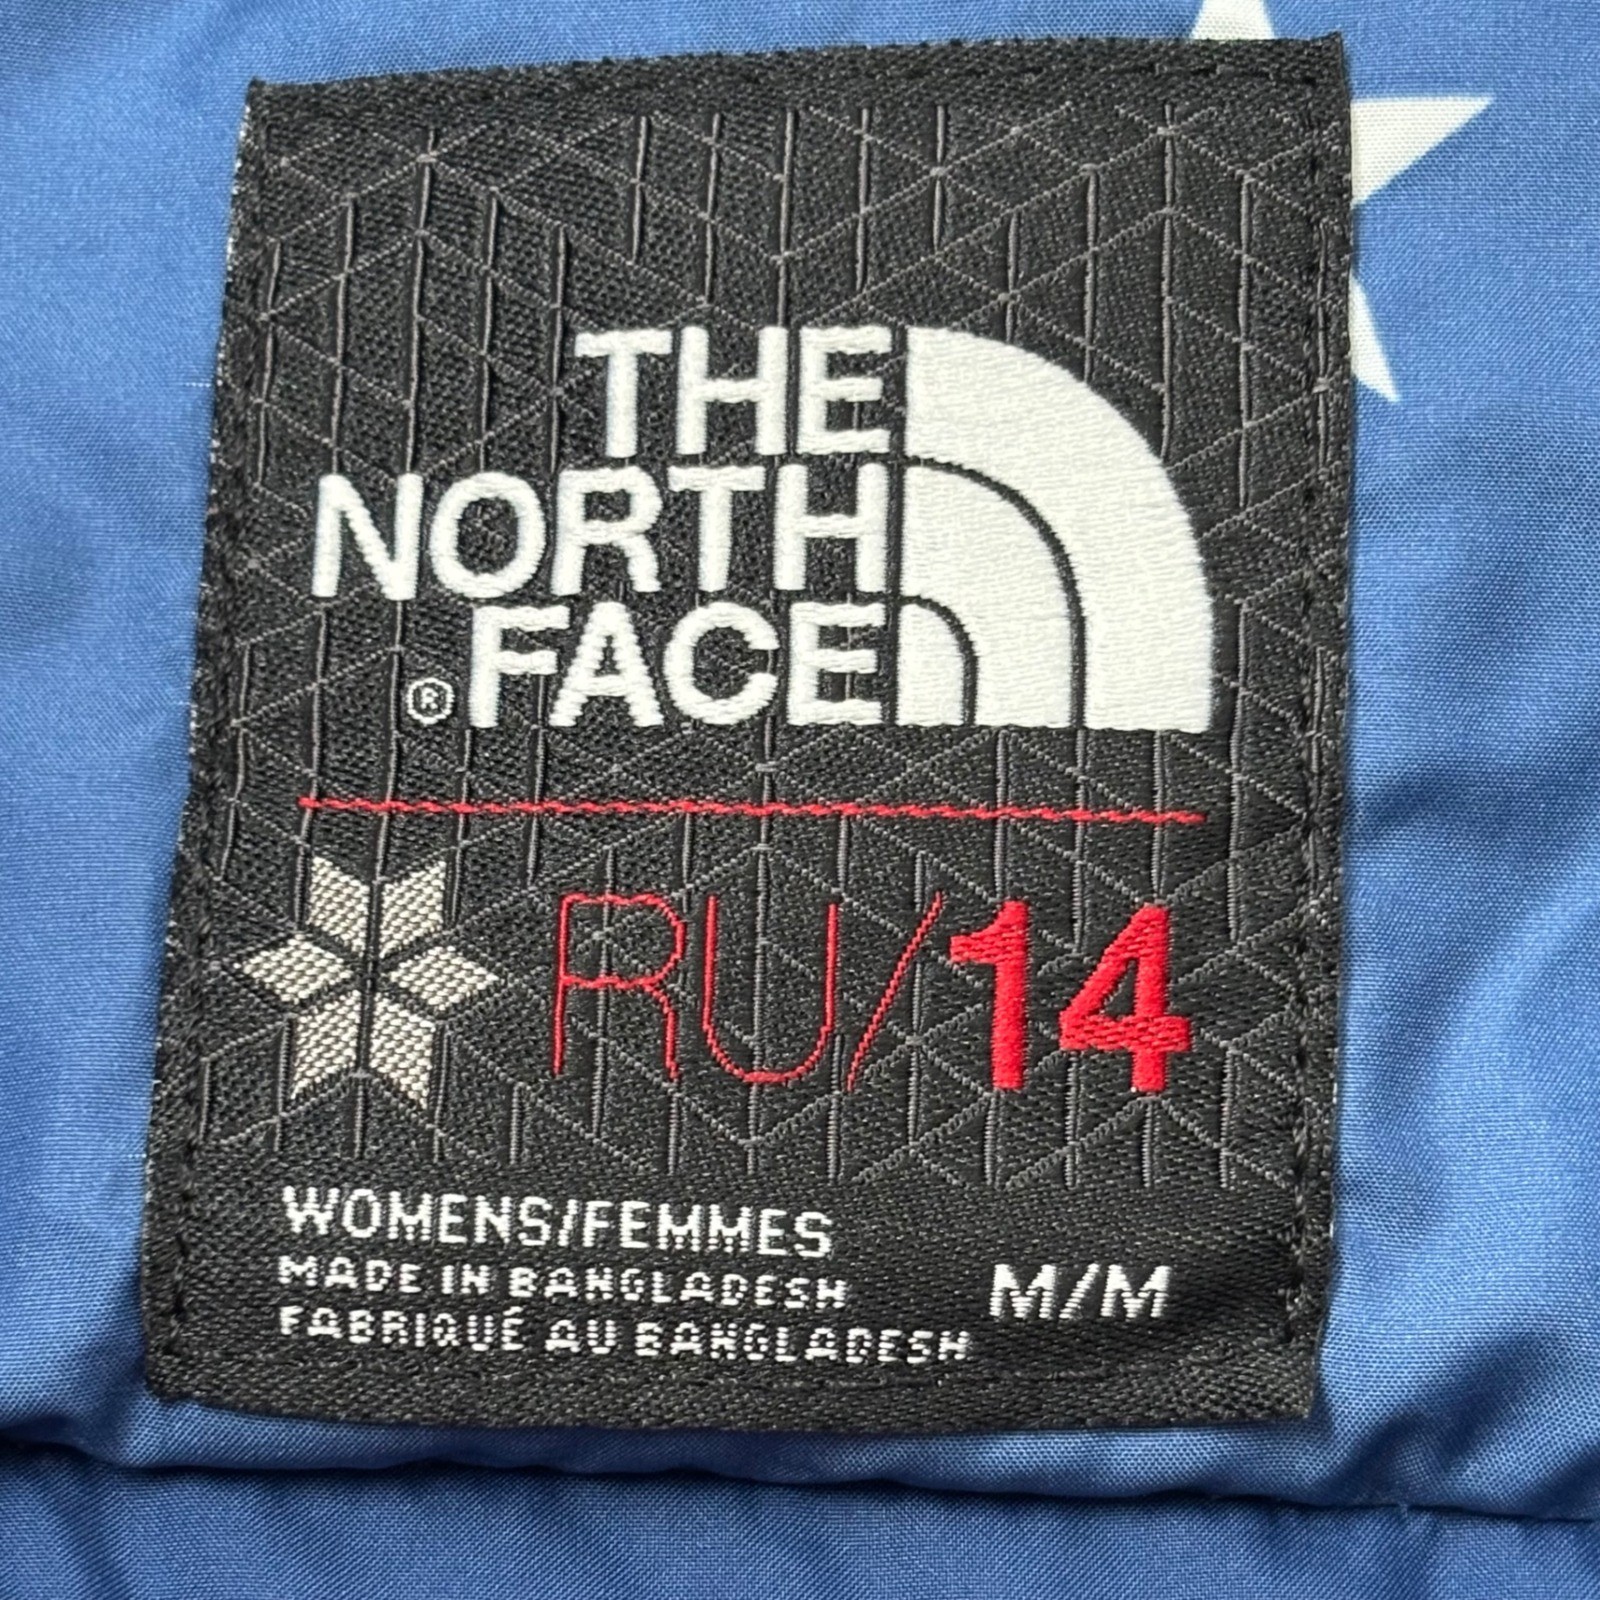 THE
NORTH
® FACE
RU/14
WOMENS/FEMMES
MADE IN BANGLADESH M/M
FABRIQUÉ AU BANGLADESH